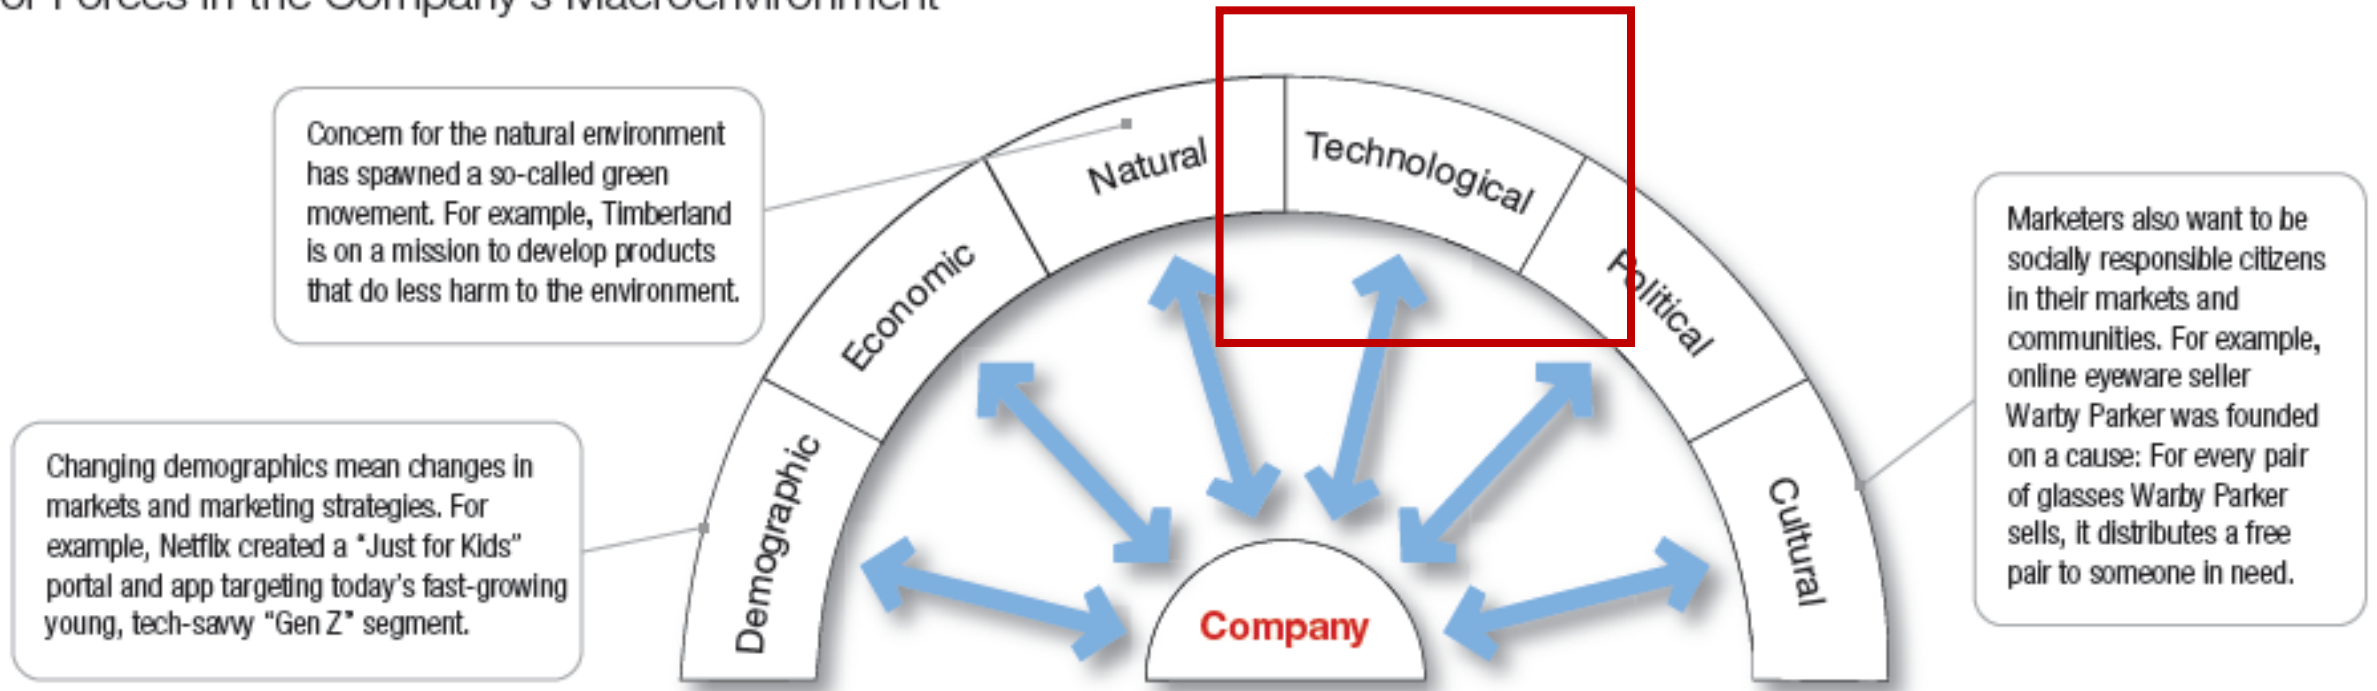 or Forces in the Company's Macroenvironment
Concern for the natural environment
has spawned a so-called green
movement. For example, Timberland
is on a mission to develop products
that do less harm to the environment.
Changing demographics mean changes in
markets and marketing strategies. For
example, Netflix created a "Just for Kids"
portal and app targeting today's fast-growing
young, tech-savvy "Gen Z" segment.
Demographic
Economic
Natural
Technological
Political
Cultural
Company
Marketers also want to be
socially responsible citizens
in their markets and
communities. For example,
online eyeware seller
Warby Parker was founded
on a cause: For every pair
of glasses Warby Parker
sells, it distributes a free
pair to someone in need.